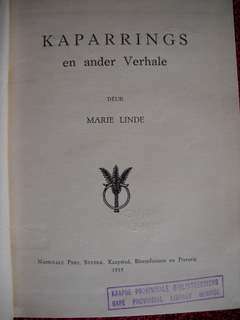 KAPARRINGS
en ander Verhale
DEUR
MARIE LINDE
NASIONALE PERS, BEPERK, Kaapstad, Bloemfontein en Pretoria
KAAPSE PROVINSIALE BIBLIOTEEKDIENS
CAPE PROVINCIAL LIBRARY SERVICE